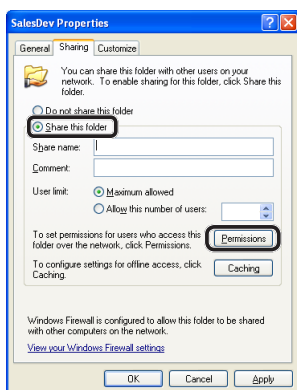 SalesDev Properties
General Sharing Customize
You can share this folder with other users on your
network. To enable sharing for this folder, click Share this
folder.
Do not share this folder
Share this folder
Share name:
Comment:
User limit: Maximum allowed
Allow this number of users:
To set permissions for users who access this
folder over the network, click Permissions. Permissions
To configure settings for offline access, click
Caching. Caching
Windows Firewall is configured to allow this folder to be shared
with other computers on the network.
View your Windows Firewall settings
OK Cancel Apply